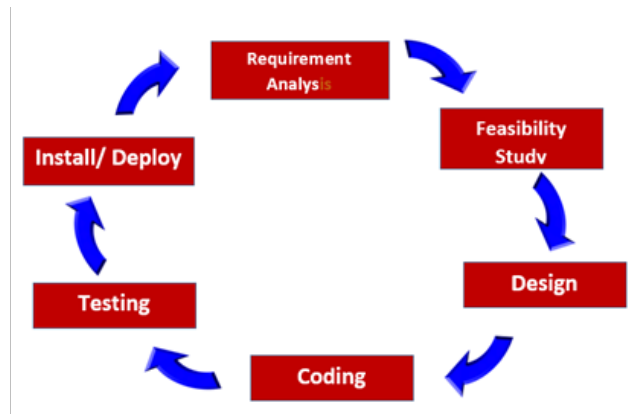 Requirement
Analysis
Feasibility
Study
Design
Coding
Testing
Install/ Deploy